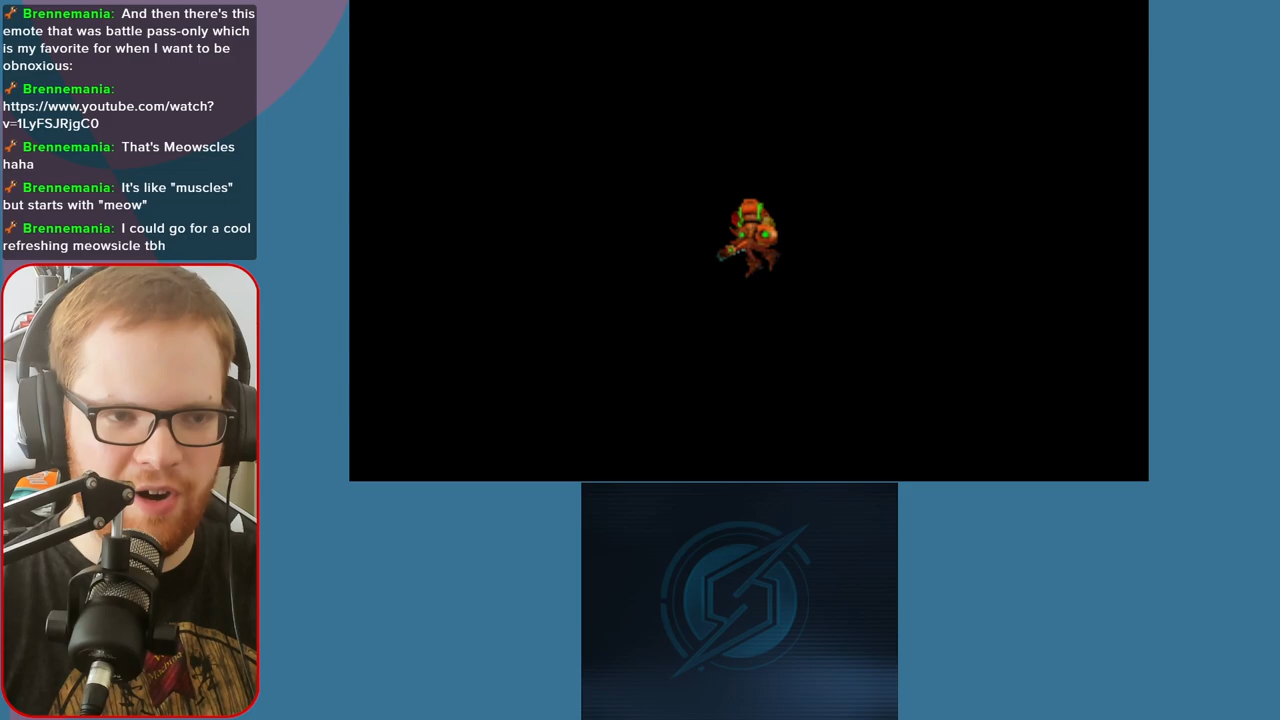 Brennemania: And then there's this
emote that was battle pass-only which
is my favorite for when I want to be
obnoxious:
Brennemania:
https://www.youtube.com/watch?
v=1LyFSJRjgC0
Brennemania: That's Meowscles
haha
Brennemania: It's like "muscles"
but starts with "meow"
Brennemania: I could go for a cool
refreshing meowsicle tbh